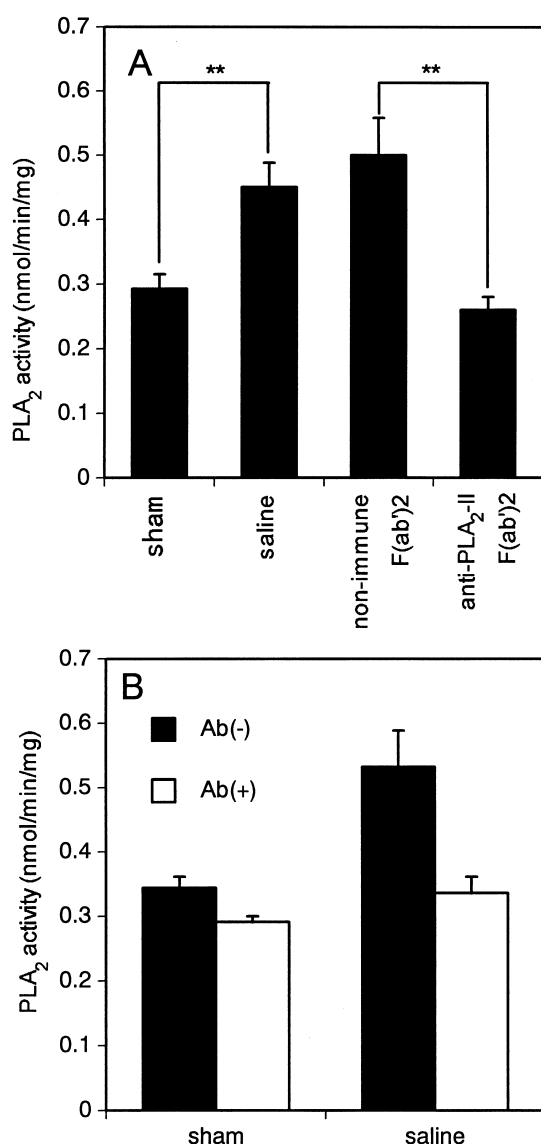 A
0.7
0.6
0.5
0.4
0.3
0.2
0.1
0
PLA2 activity (nmol/min/mg)
**
**
sham
saline
non-immune
F(ab')2
anti-PLA2-II
F(ab')2
B
0.7
0.6
0.5
0.4
0.3
0.2
0.1
0
PLA2 activity (nmol/min/mg)
Ab(-)
Ab(+)
sham
saline